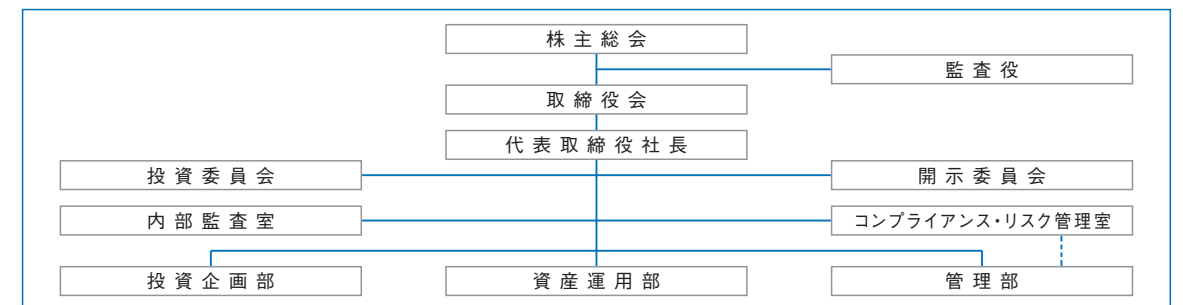 株主総会
監査役
取締役会
代表取締役社長
投資委員会
開示委員会
内部監査室
コンプライアンス・リスク管理室
投資企画部
資産運用部
管理部